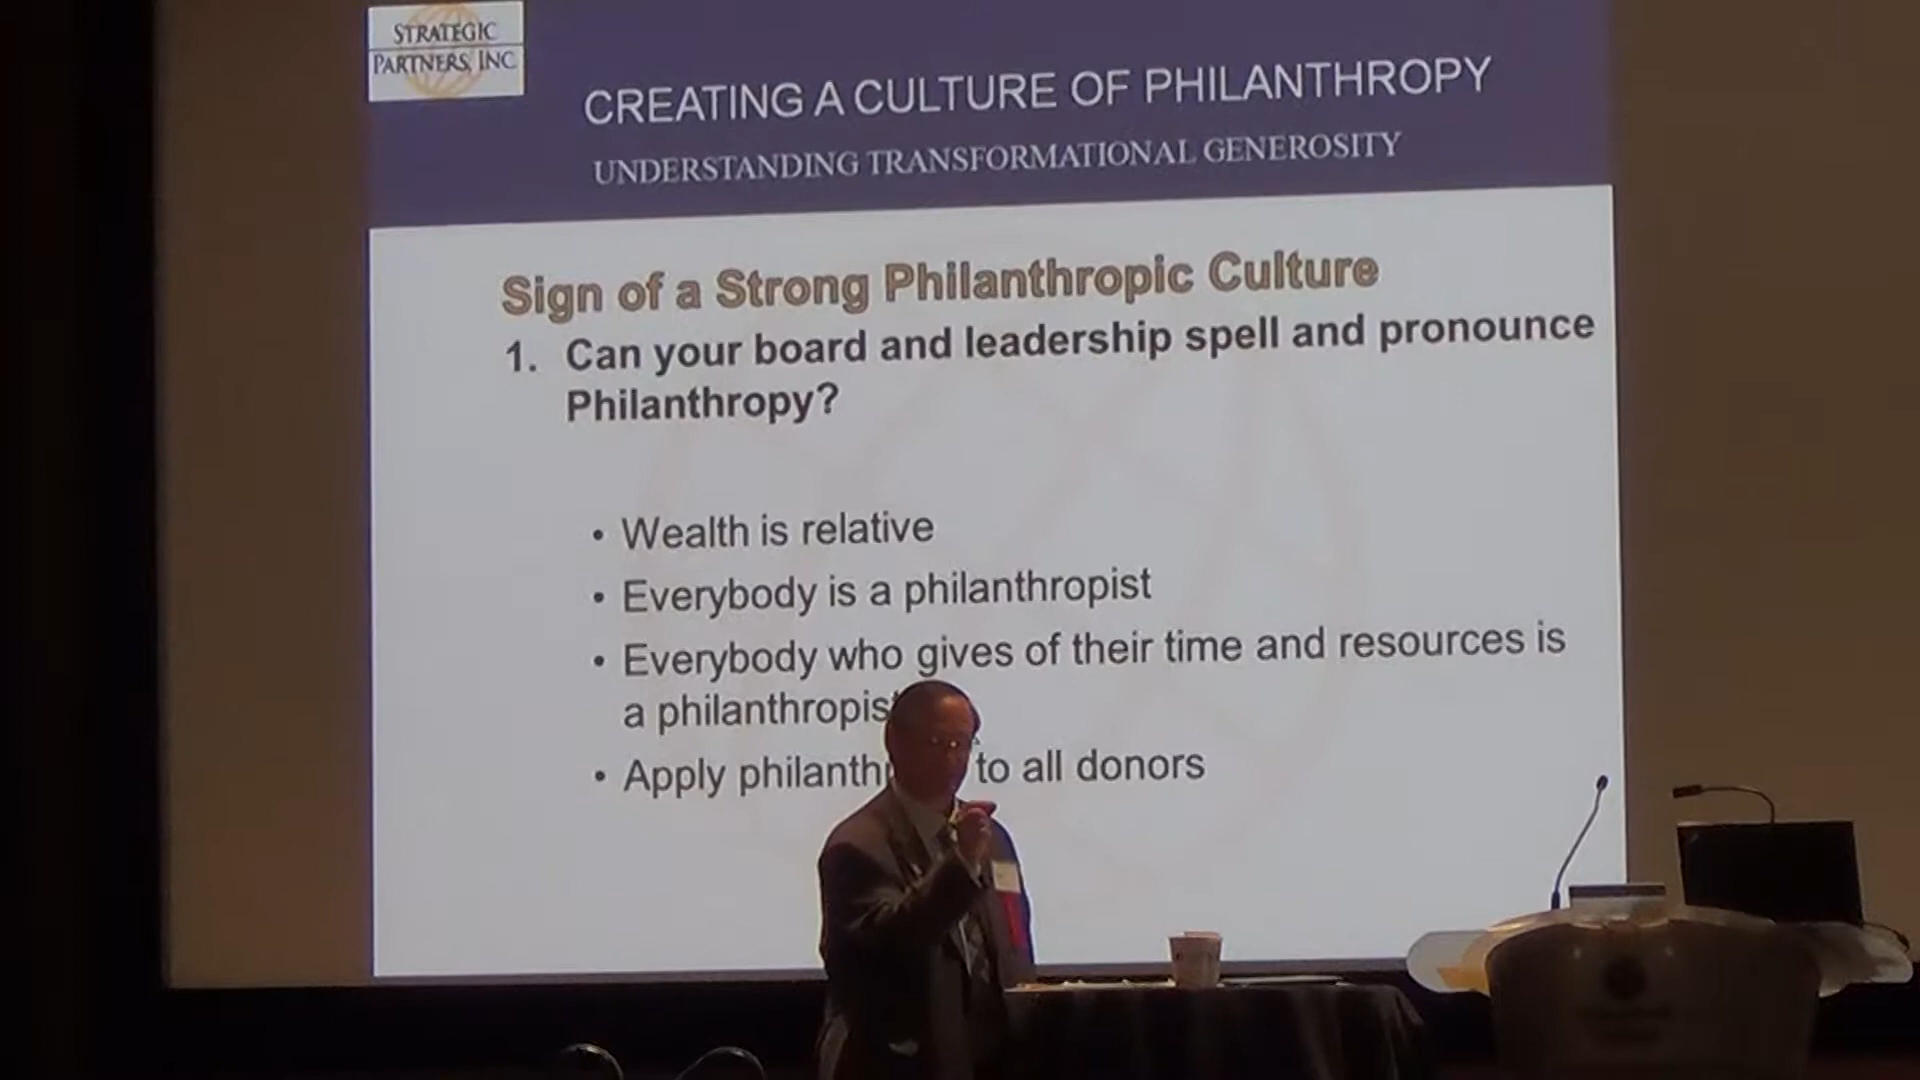 STRATEGIC
PARTNERS, INC
CREATING A CULTURE OF PHILANTHROPY
UNDERSTANDING TRANSFORMATIONAL GENEROSITY
Sign of a Strong Philanthropic Culture
1. Can your board and leadership spell and pronounce
Philanthropy?
• Wealth is relative
• Everybody is a philanthropist
• Everybody who gives of their time and resources is
a philanthropis
• Apply philanth to all donors